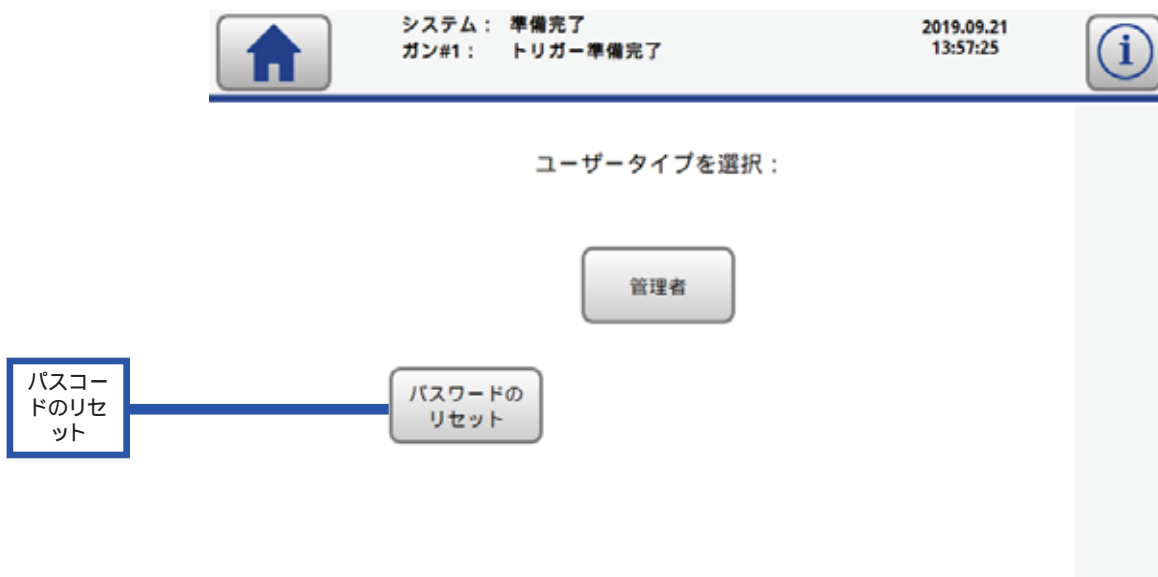 システム： 準備完了
ガン#1： トリガー準備完了
2019.09.21
13:57:25
i
ユーザータイプを選択：
管理者
パスコー
ドのリセ
ット
パスワードの
リセット